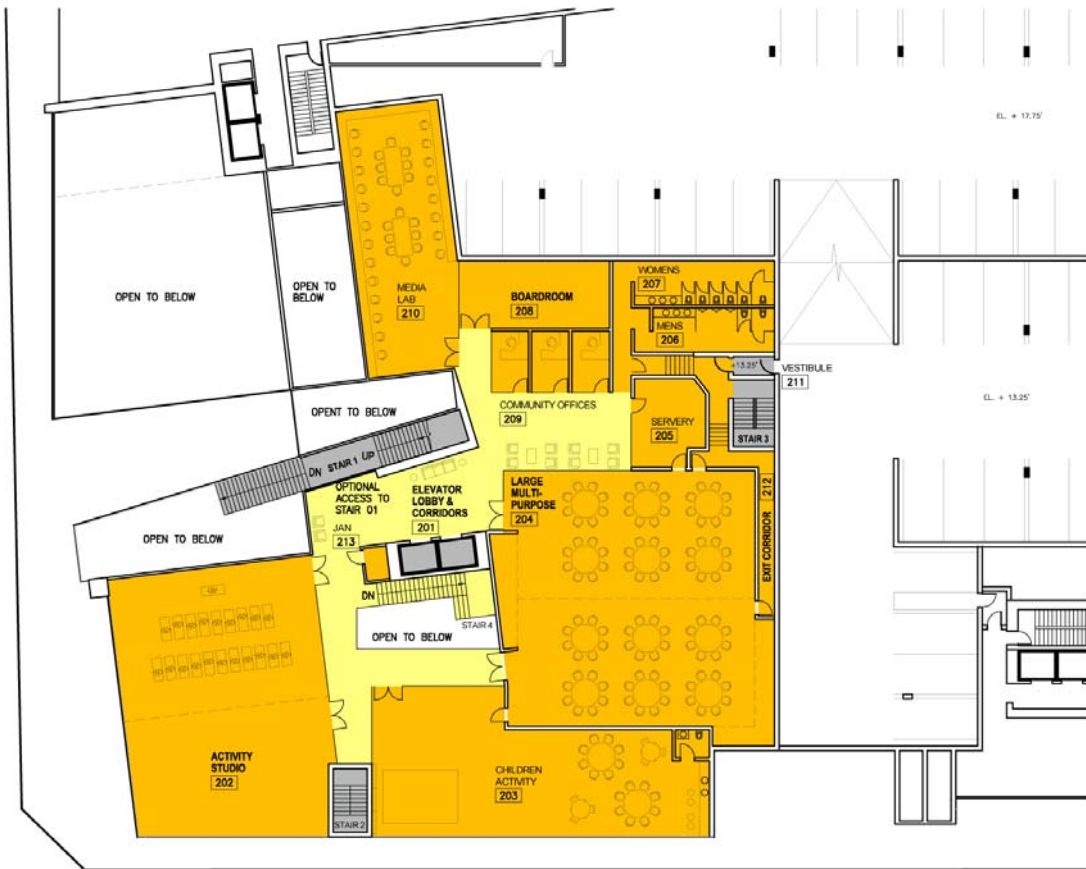 EL. + 17.75'
WOMENS
207
MEDIA
LAB
210
BOARDROOM
208
OPEN TO BELOW
OPEN TO
BELOW
MENS
206
+13.25'
VESTIBULE
211
EL. + 13.25'
OPENT TO BELOW
COMMUNITY OFFICES
209
SERVERY
205
STAIR 3
DN STAIR 1 UP
OPTIONAL
ACCESS TO
STAIR 01
ELEVATOR
LOBBY &
CORRIDORS
201
LARGE
MULTI-
PURPOSE
204
EXIT CORRIDOR 212
JAN
213
OPEN TO BELOW
DN
STAIR 4
OPEN TO BELOW
ACTIVITY
STUDIO
202
CHILDREN
ACTIVITY
203
STAIR 2